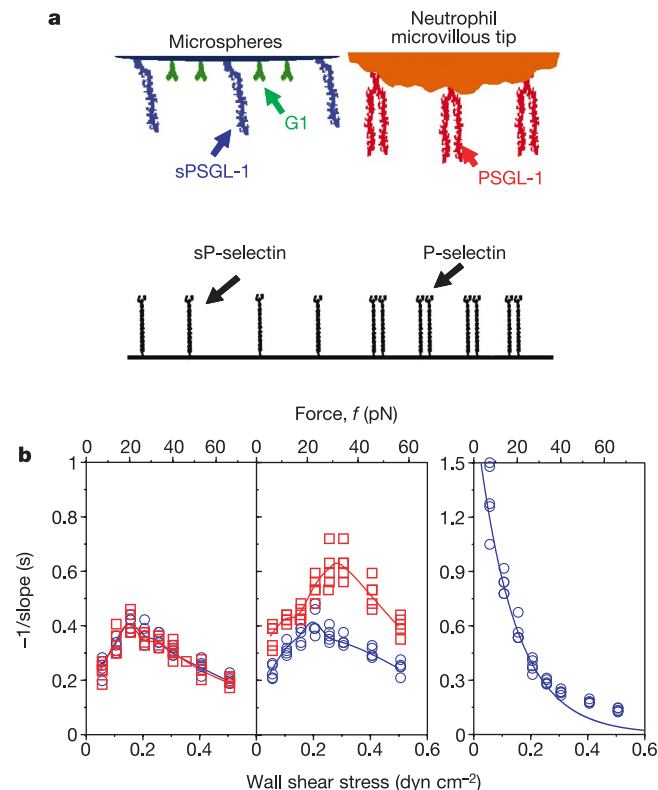 a
Microspheres
Neutrophil
microvillous tip
G1
sPSGL-1
PSGL-1
sP-selectin
P-selectin
Force, f (pN)
b
0 20 40 60
0 20 40 60
0 20 40 60
1
0.8
0.6
0.4
0.2
0
1.5
1.2
0.9
0.6
0.3
0
–1/slope (s)
0 0.2 0.4
0 0.2 0.4 0.6
0 0.2 0.4 0.6
Wall shear stress (dyn cm–2)